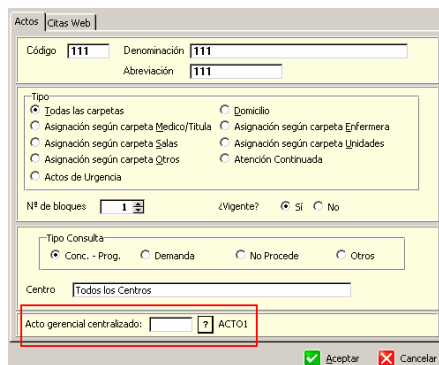 Actos Citas Web
Código 111 Denominación 111
Abreviación 111
Tipo
Todas las carpetas Domicilio
Asignación según carpeta Medico/Titula Asignación según carpeta Enfermera
Asignación según carpeta Salas Asignación según carpeta Unidades
Asignación según carpeta Otros Atención Continuada
Actos de Urgencia
Nº de bloques 1 ¿Vigente? Sí No
Tipo Consulta
Conc. - Prog. Demanda No Procede Otros
Centro Todos los Centros
Acto gerencial centralizado: ? ACTO1
Aceptar Cancelar